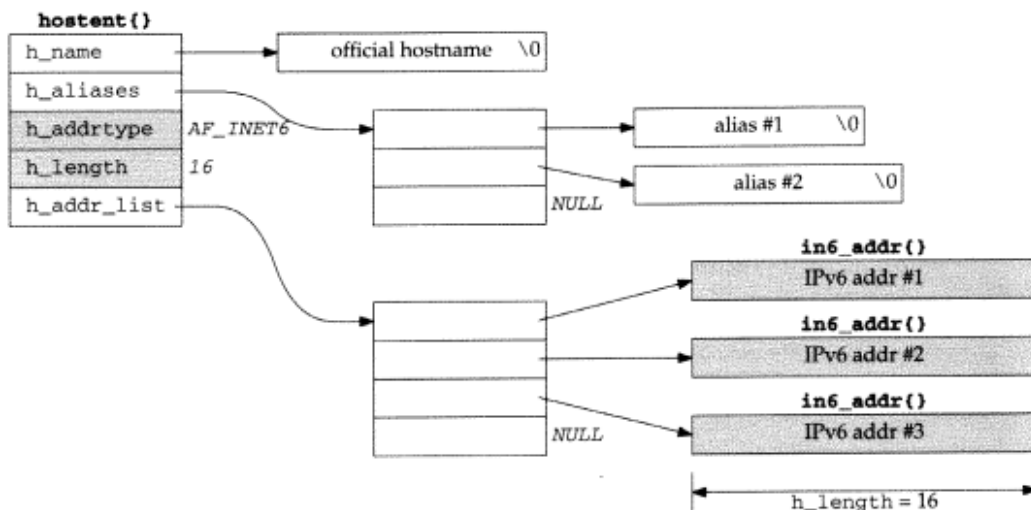 hostent{}
h_name
official hostname \0
h_aliases
h_addrtype AF_INET6
alias #1 \0
h_length 16
alias #2 \0
h_addr_list
NULL
in6_addr{}
IPv6 addr #1
in6_addr{}
IPv6 addr #2
in6_addr{}
IPv6 addr #3
NULL
h_length = 16